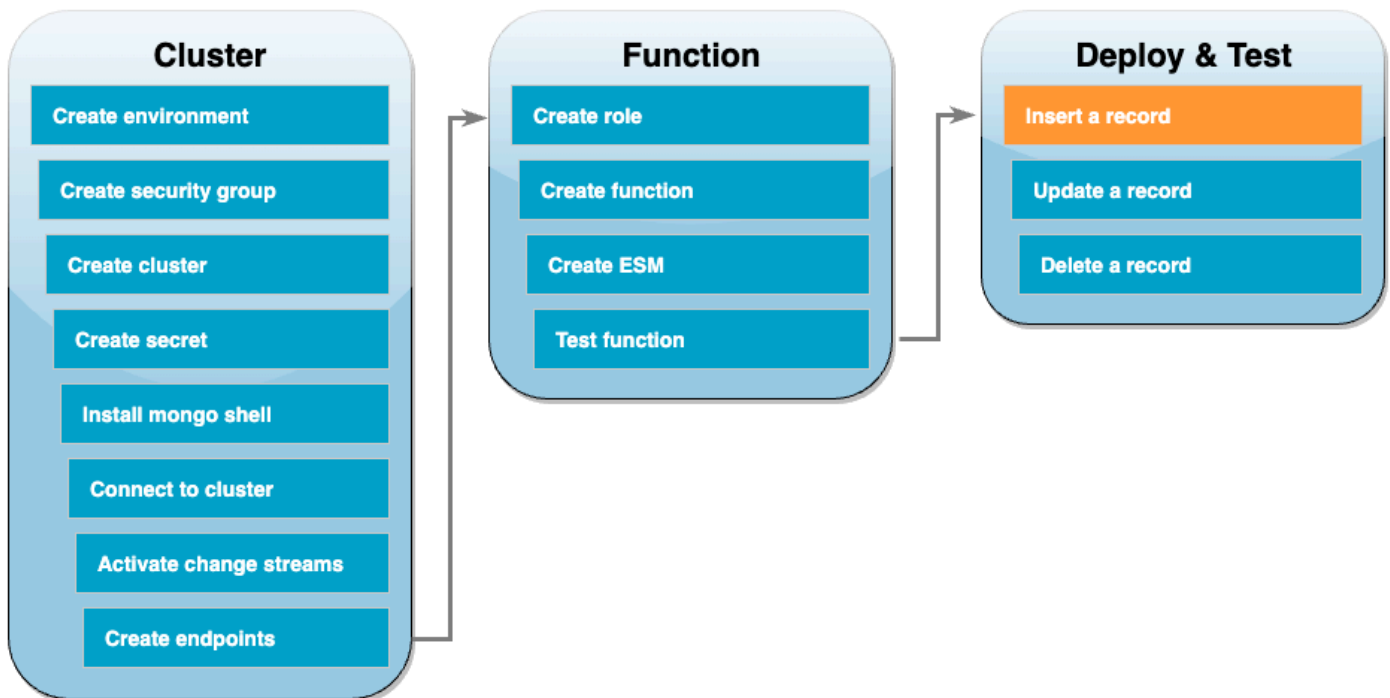 Cluster
Create environment
Create security group
Create cluster
Create secret
Install mongo shell
Connect to cluster
Activate change streams
Create endpoints
Function
Create role
Create function
Create ESM
Test function
Deploy & Test
Insert a record
Update a record
Delete a record